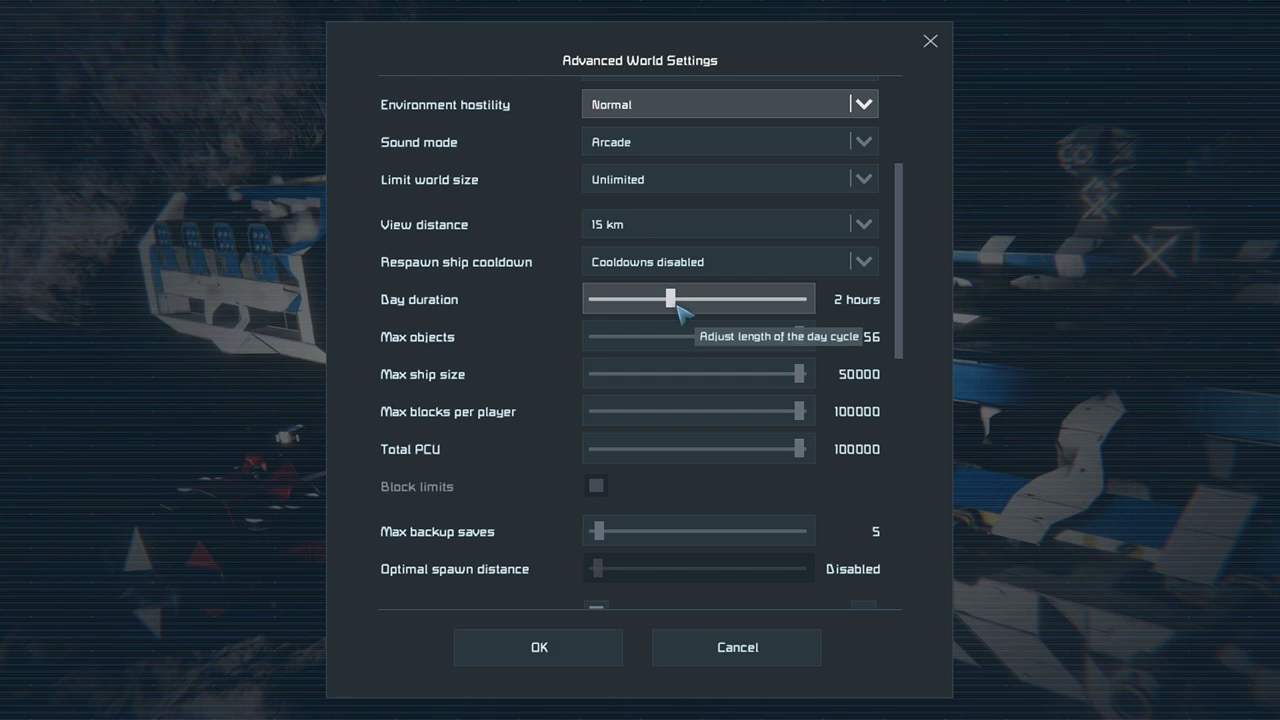 Advanced World Settings
Environment hostility Normal
Sound mode Arcade
Limit world size Unlimited
View distance 15 km
Respawn ship cooldown Cooldowns disabled
Day duration 2 hours
Max objects Adjust length of the day cycle 56
Max ship size 50000
Max blocks per player 100000
Total PCU 100000
Block limits
Max backup saves 5
Optimal spawn distance Disabled
OK Cancel